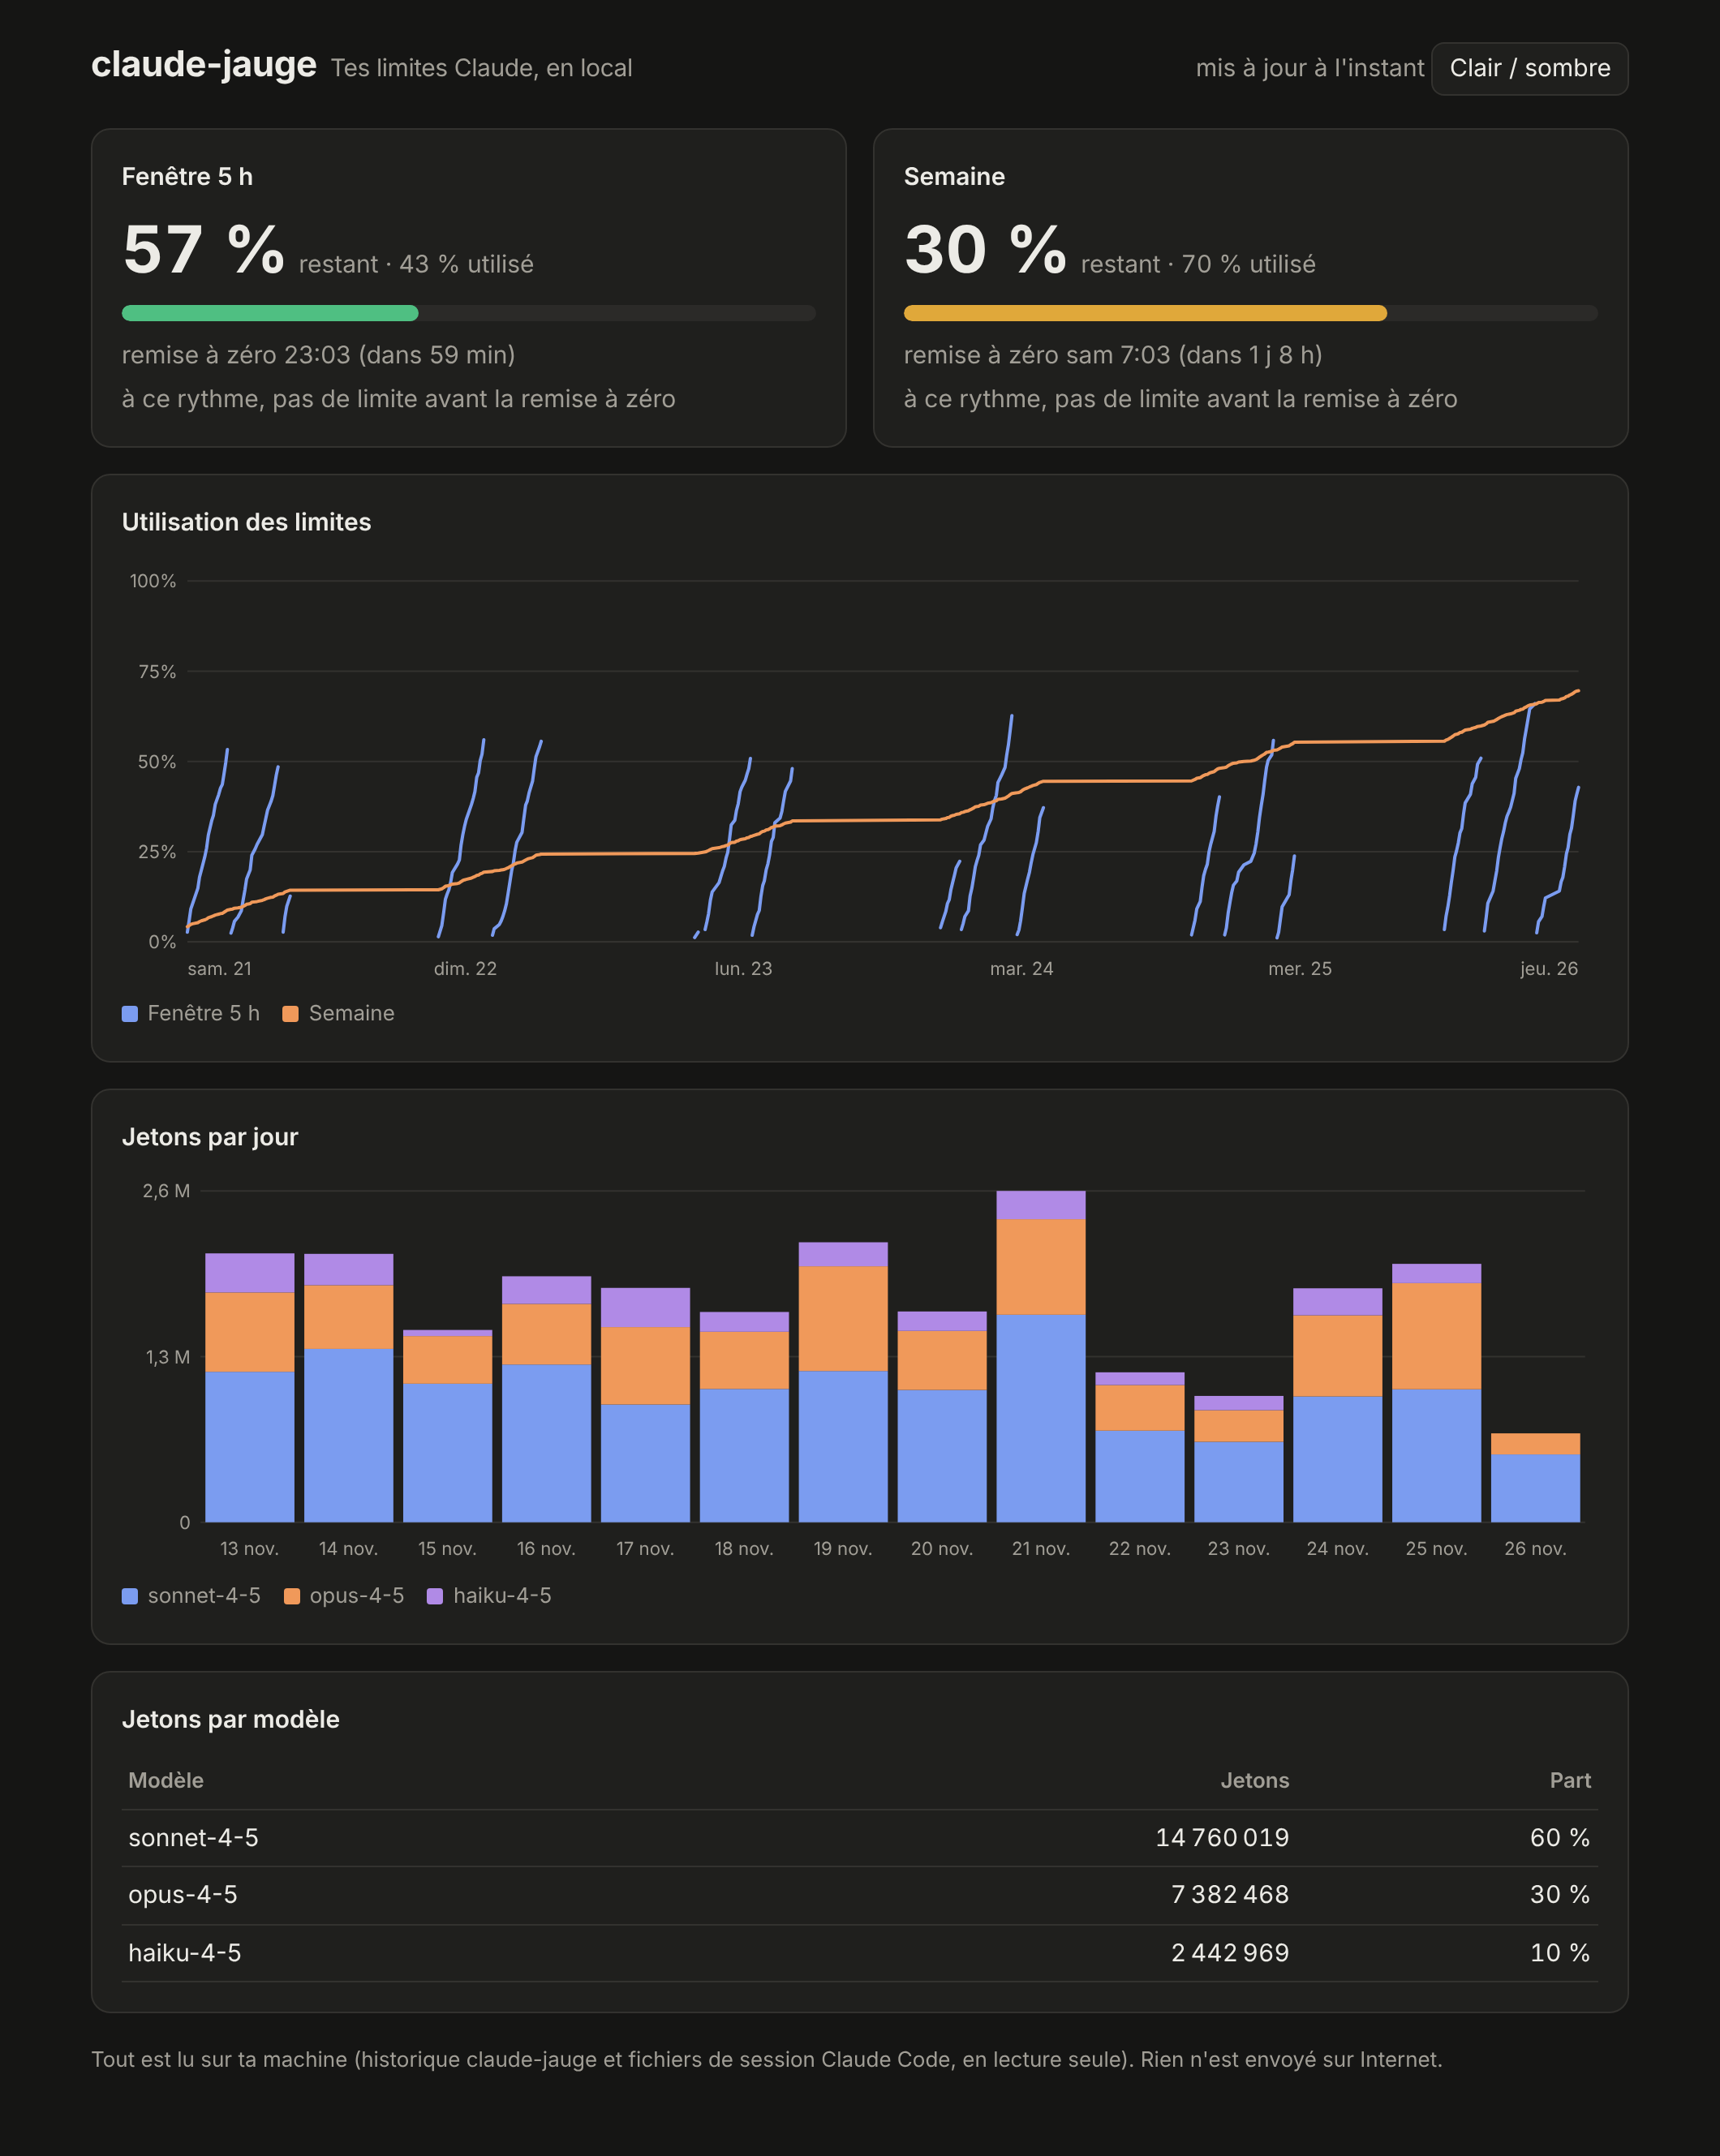 claude-jauge Tes limites Claude, en local
mis à jour à l'instant Clair / sombre
Fenêtre 5 h
57 % restant · 43 % utilisé
remise à zéro 23:03 (dans 59 min)
à ce rythme, pas de limite avant la remise à zéro
Semaine
30 % restant · 70 % utilisé
remise à zéro sam 7:03 (dans 1 j 8 h)
à ce rythme, pas de limite avant la remise à zéro
Utilisation des limites
100%
75%
50%
25%
0%
sam. 21 dim. 22 lun. 23 mar. 24 mer. 25 jeu. 26
Fenêtre 5 h Semaine
Jetons par jour
2,6 M
1,3 M
0
13 nov. 14 nov. 15 nov. 16 nov. 17 nov. 18 nov. 19 nov. 20 nov. 21 nov. 22 nov. 23 nov. 24 nov. 25 nov. 26 nov.
sonnet-4-5 opus-4-5 haiku-4-5
Jetons par modèle
Modèle Jetons Part
sonnet-4-5 14 760 019 60 %
opus-4-5 7 382 468 30 %
haiku-4-5 2 442 969 10 %
Tout est lu sur ta machine (historique claude-jauge et fichiers de session Claude Code, en lecture seule). Rien n'est envoyé sur Internet.